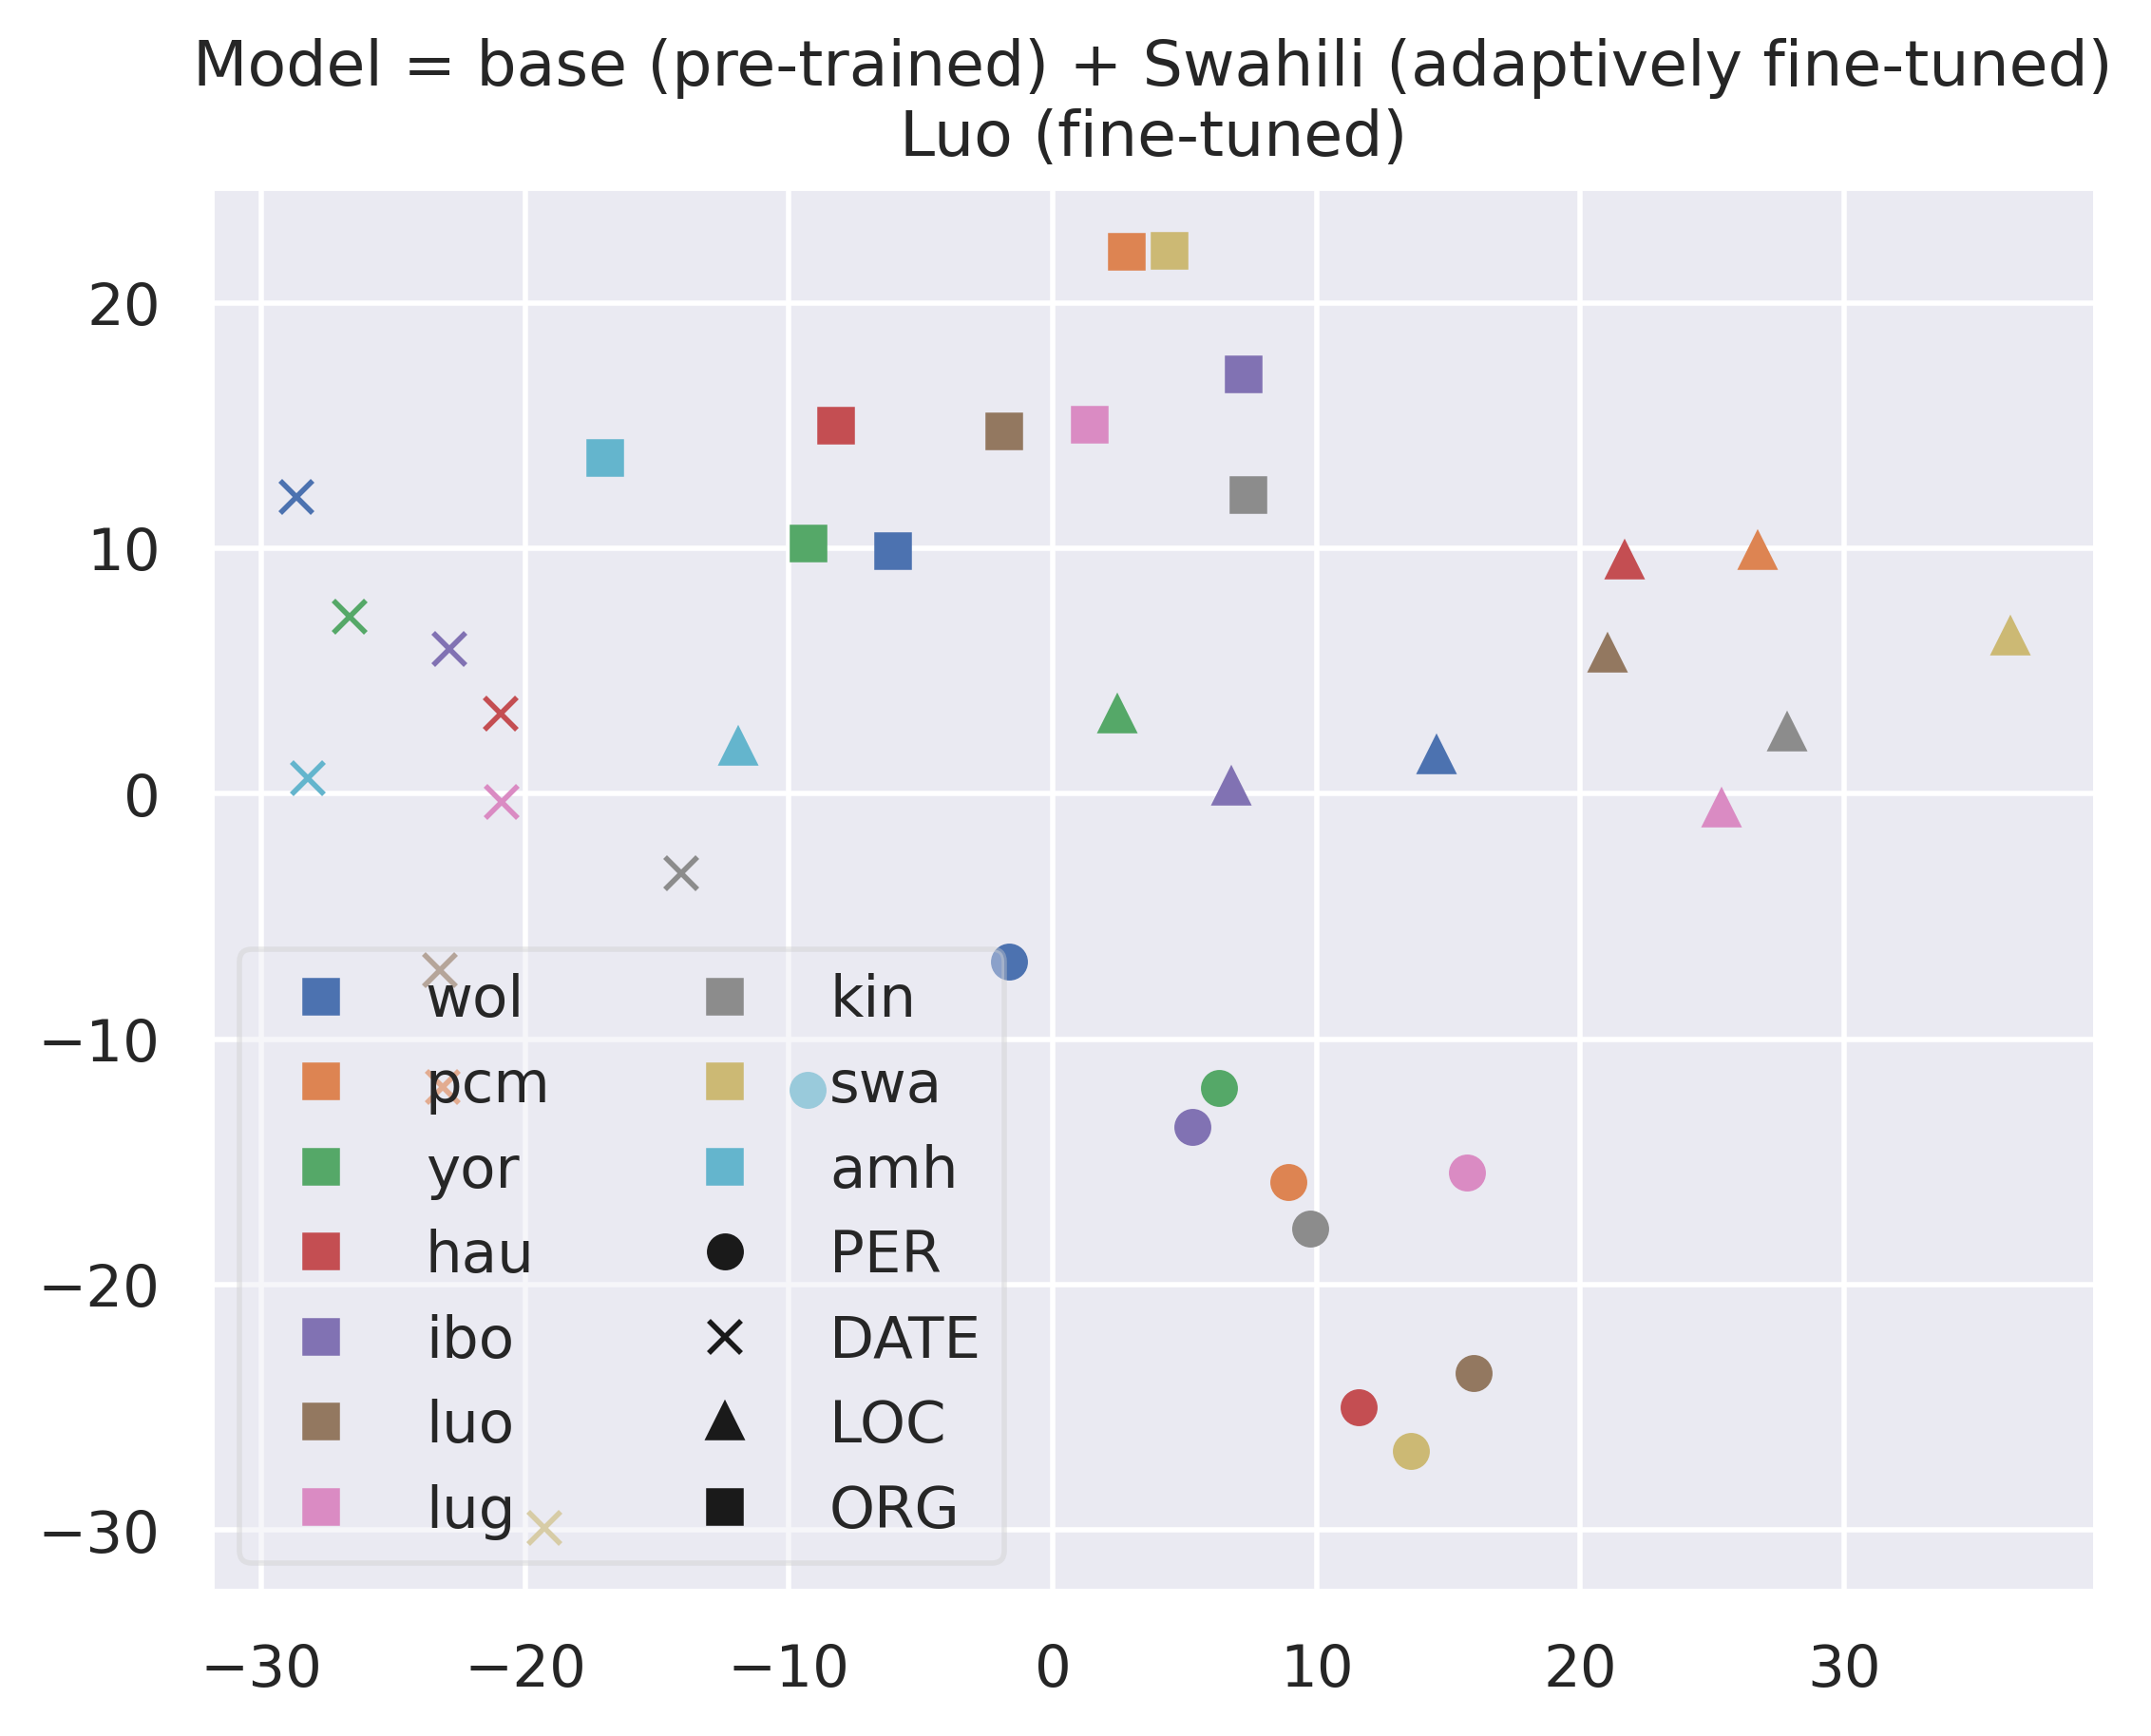 Model = base (pre-trained) + Swahili (adaptively fine-tuned)
Luo (fine-tuned)
20
10
0
−10
−20
−30
wol
pcm
yor
hau
ibo
luo
lug
kin
swa
amh
PER
DATE
LOC
ORG
−30 −20 −10 0 10 20 30